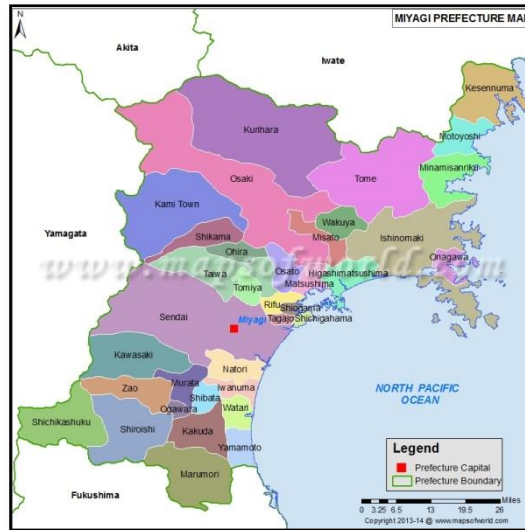 MIYAGI PREFECTURE MAP
N
Akita
Iwate
Kesennuma
Kurihara
Motoyoshi
Minamisanriku
Osaki
Tome
Kami Town
Wakuya
Yamagata
Shikama
Misato
Ishinomaki
Ohira
Onagawa
www.mapsofworld.com
Tawa
Osato
Higashimatsushima
Matsushima
Tomiya
Rifu
Shiogama
Sendai
Miyagi
Tagajo
Shichigahama
Kawasaki
Natori
Zao
Murata
Iwanuma
Shibata
NORTH PACIFIC
OCEAN
Ogawara
Watari
Shichikashuku
Shiroishi
Kakuda
Yamamoto
Marumori
Fukushima
Legend
Prefecture Capital
Prefecture Boundary
Miles
0 3.25 6.5 13 19.5 26
Copyright 2013-14 @ www.mapsofworld.com